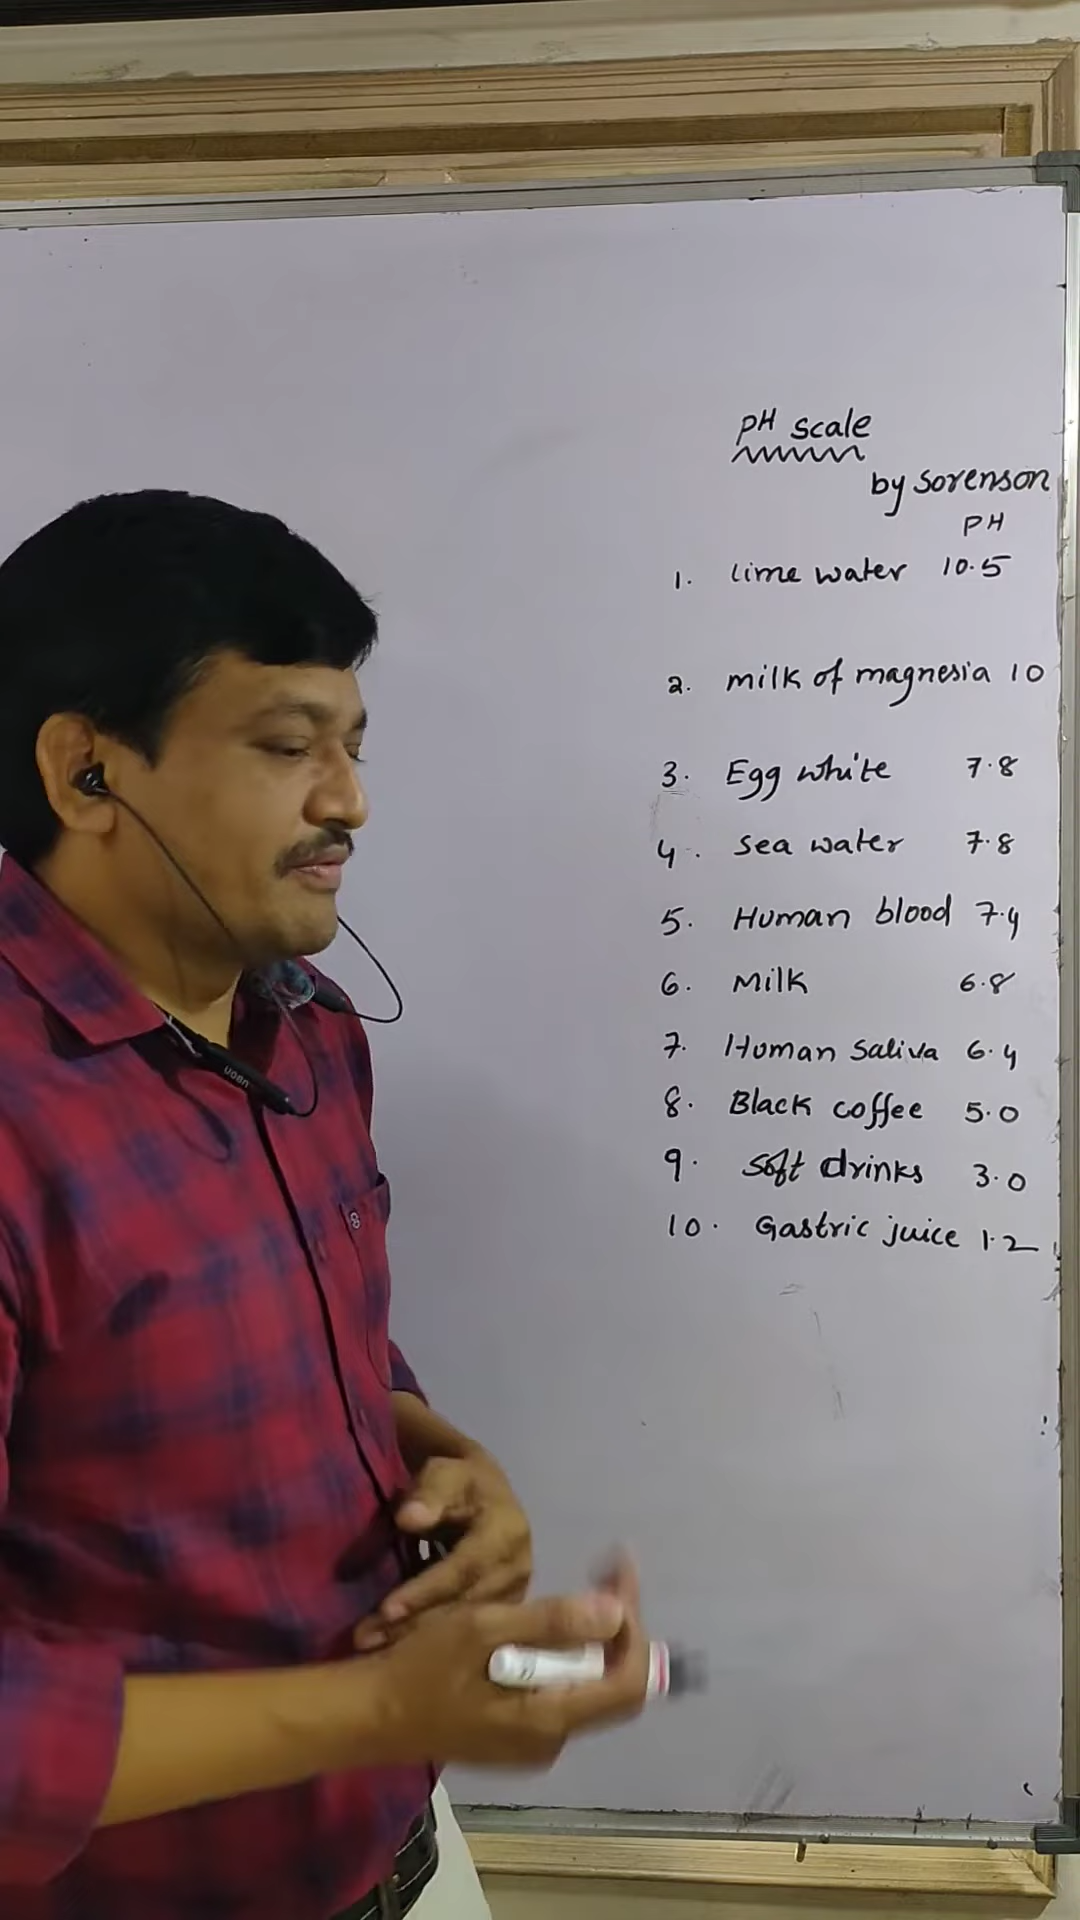 PH scale
by Sorenson
PH
1. Lime water 10.5
2. milk of magnesia 10
3. Egg white 7.8
4. Sea water 7.8
5. Human blood 7.4
6. Milk 6.8
7. Human Saliva 6.4
8. Black coffee 5.0
9. Soft drinks 3.0
10. Gastric juice 1.2
UBON